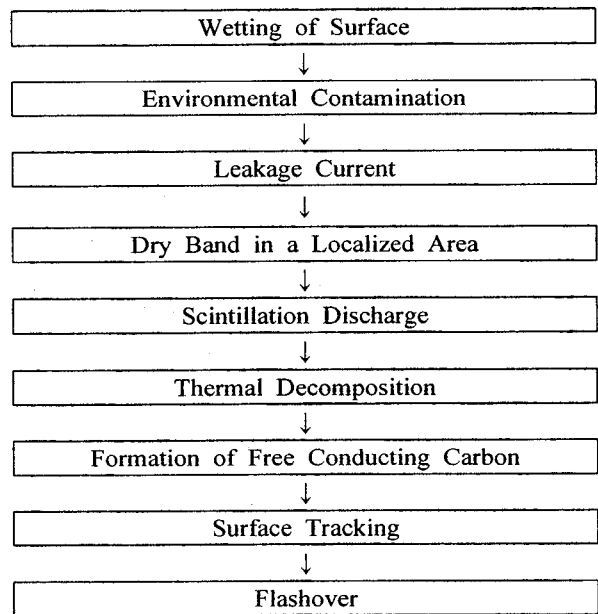 Wetting of Surface
↓
Environmental Contamination
↓
Leakage Current
↓
Dry Band in a Localized Area
↓
Scintillation Discharge
↓
Thermal Decomposition
↓
Formation of Free Conducting Carbon
↓
Surface Tracking
↓
Flashover